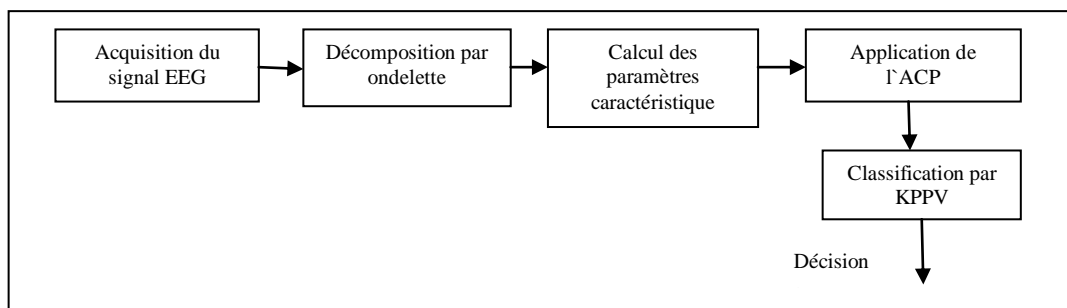 Acquisition du
signal EEG
Décomposition par
ondelette
Calcul des
paramètres
caractéristique
Application de
l`ACP
Classification par
KPPV
Décision